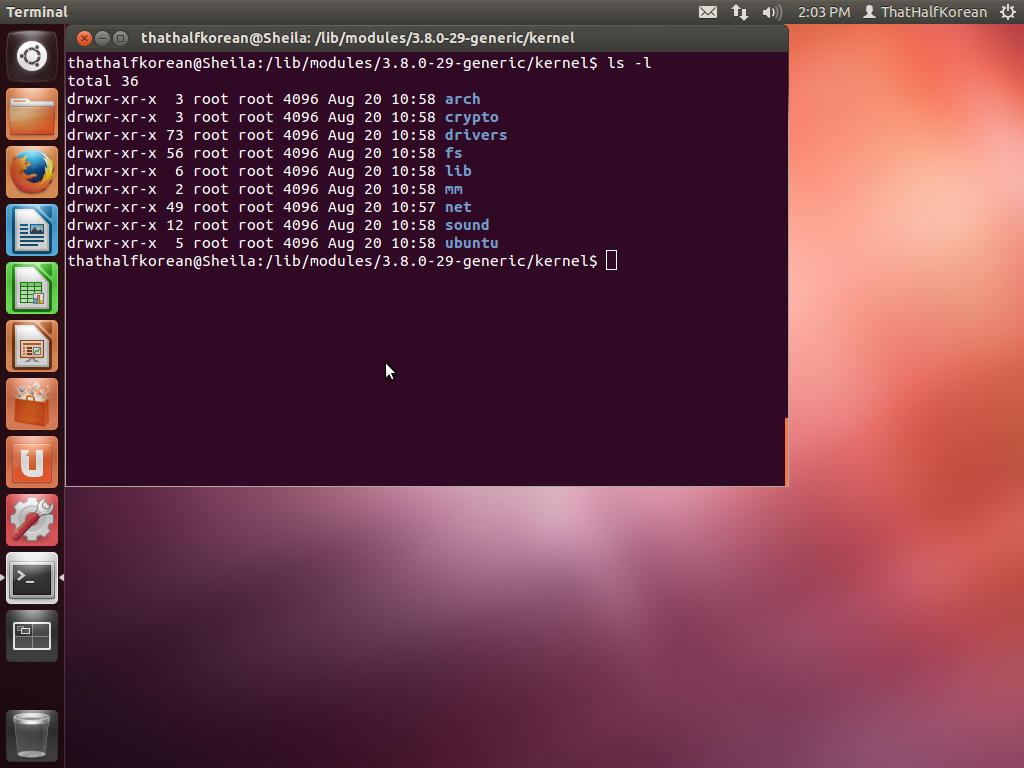 Terminal
2:03 PM ThatHalfKorean
thathalfkorean@Sheila: /lib/modules/3.8.0-29-generic/kernel
thathalfkorean@Sheila:/lib/modules/3.8.0-29-generic/kernel$ ls -l
total 36
drwxr-xr-x  3 root root 4096 Aug 20 10:58 arch
drwxr-xr-x  3 root root 4096 Aug 20 10:58 crypto
drwxr-xr-x 73 root root 4096 Aug 20 10:58 drivers
drwxr-xr-x 56 root root 4096 Aug 20 10:58 fs
drwxr-xr-x  6 root root 4096 Aug 20 10:58 lib
drwxr-xr-x  2 root root 4096 Aug 20 10:58 mm
drwxr-xr-x 49 root root 4096 Aug 20 10:57 net
drwxr-xr-x 12 root root 4096 Aug 20 10:58 sound
drwxr-xr-x  5 root root 4096 Aug 20 10:58 ubuntu
thathalfkorean@Sheila:/lib/modules/3.8.0-29-generic/kernel$